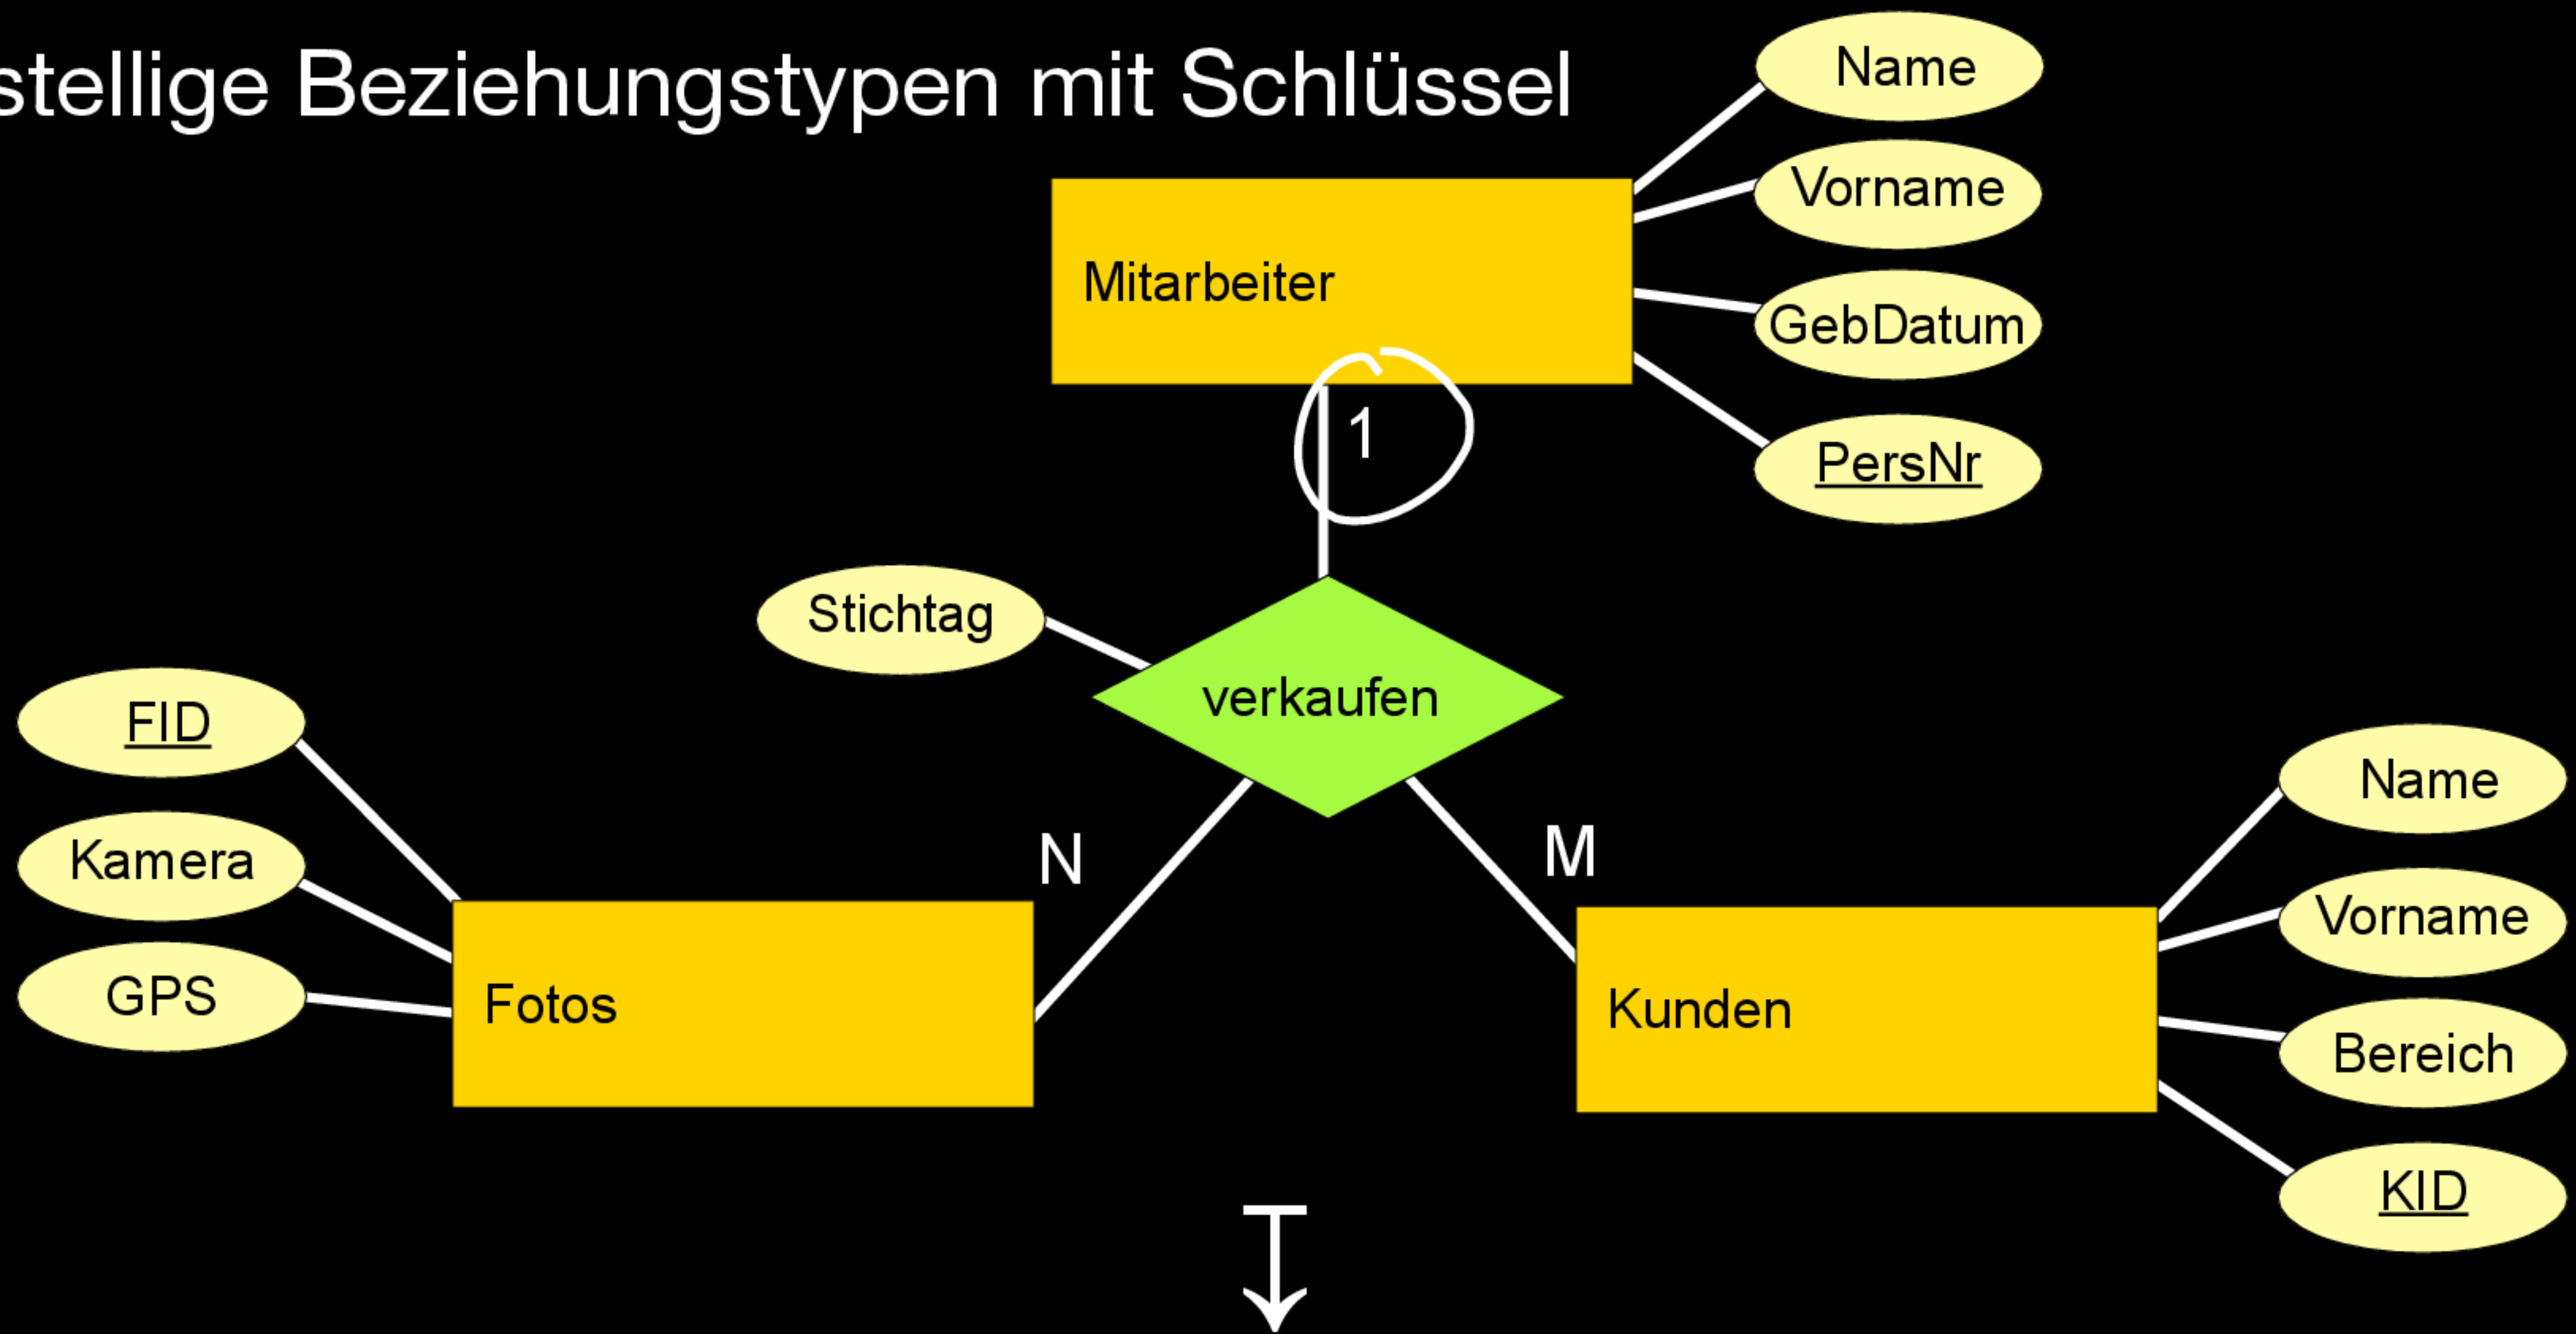 stellige Beziehungstypen mit Schlüssel
Name
Vorname
Mitarbeiter
GebDatum
1
PersNr
Stichtag
verkaufen
FID
Name
N
M
Kamera
Vorname
GPS
Fotos
Kunden
Bereich
KID